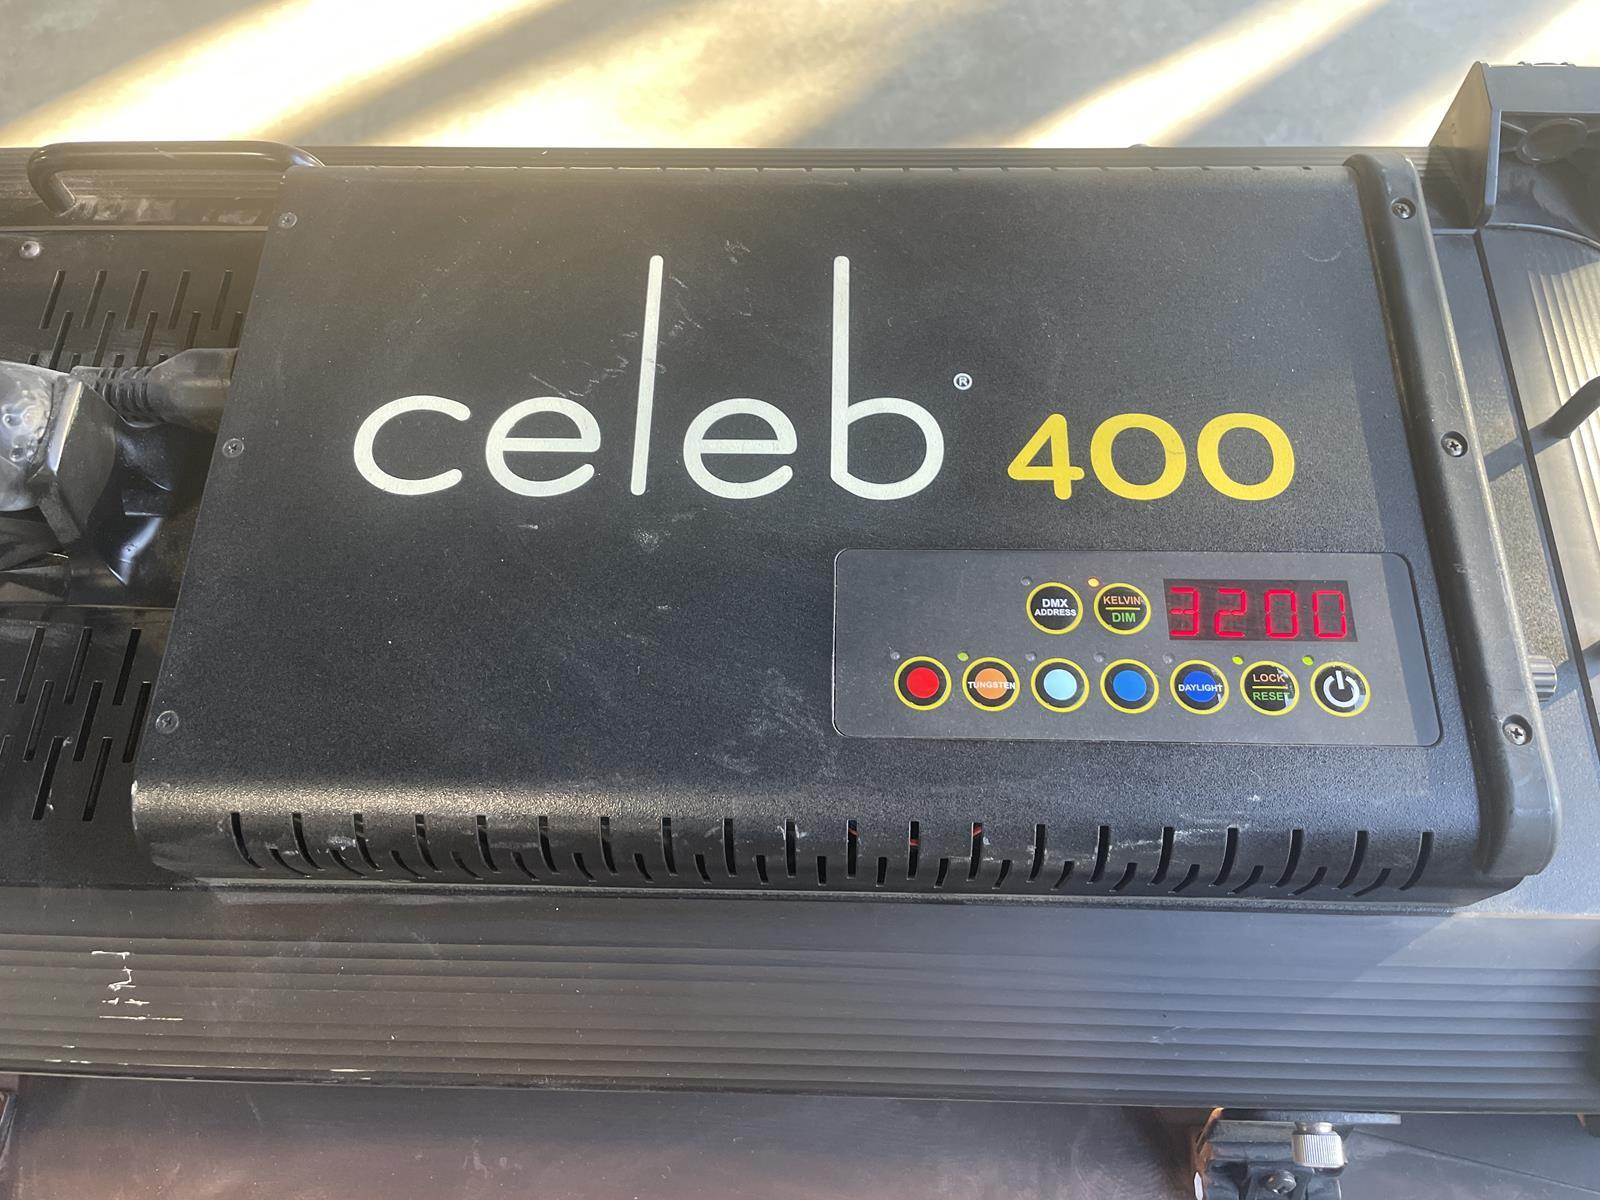 celeb® 400
DMX ADDRESS
KELVIN DIM
3200
TUNGSTEN
DAYLIGHT
LOCK RESET